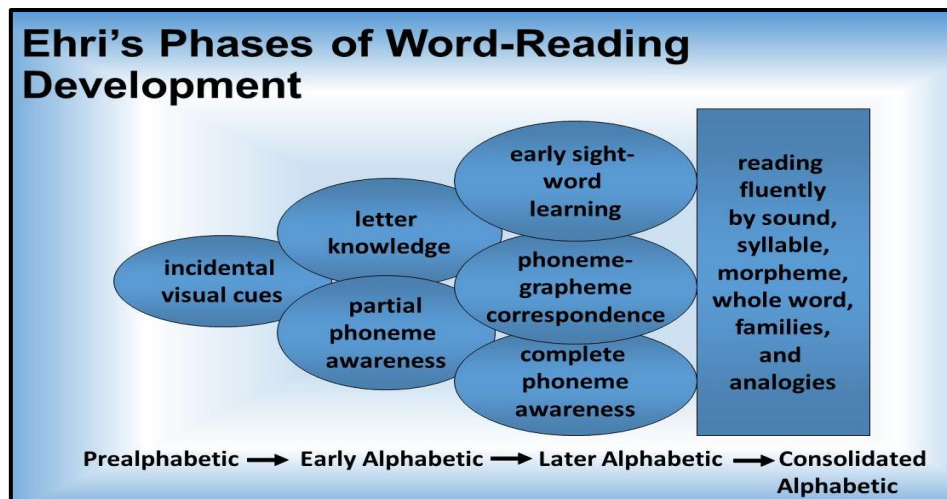 Ehri’s Phases of Word-Reading
Development
incidental
visual cues
letter
knowledge
partial
phoneme
awareness
early sight-
word
learning
phoneme-
grapheme
correspondence
complete
phoneme
awareness
reading
fluently
by sound,
syllable,
morpheme,
whole word,
families,
and
analogies
Prealphabetic → Early Alphabetic → Later Alphabetic → Consolidated
Alphabetic